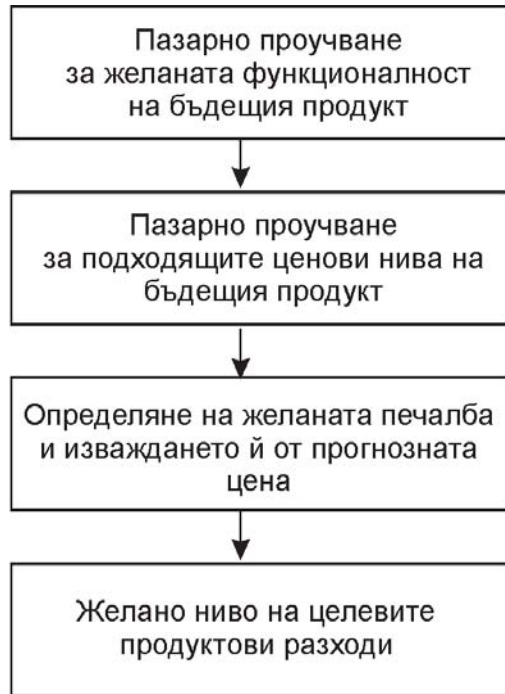 Пазарно проучване
за желаната функционалност
на бъдещия продукт
Пазарно проучване
за подходящите ценови нива на
бъдещия продукт
Определяне на желаната печалба
и изваждането й от прогнозната
цена
Желано ниво на целевите
продуктови разходи